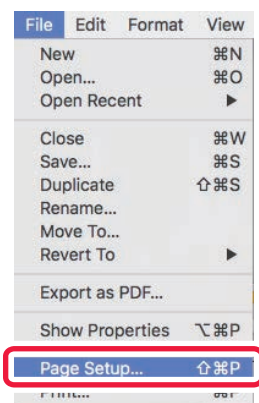 File Edit Format View
New ⌘N
Open... ⌘O
Open Recent ▶
Close ⌘W
Save... ⌘S
Duplicate ⇧⌘S
Rename...
Move To...
Revert To ▶
Export as PDF...
Show Properties ⌥⌘P
Page Setup... ⇧⌘P